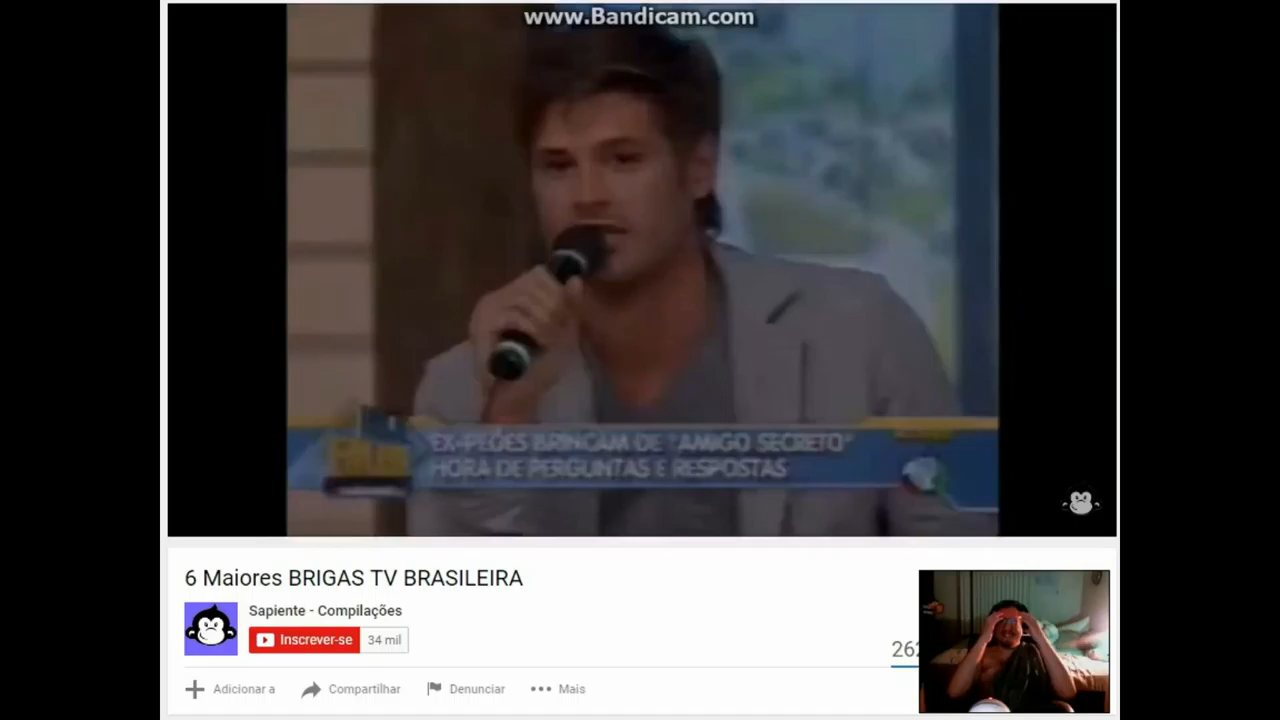 www.Bandicam.com
EX-PEÕES BRINCAM DE "AMIGO SECRETO"
HORA DE PERGUNTAS E RESPOSTAS
6 Maiores BRIGAS TV BRASILEIRA
Sapiente - Compilações
Inscrever-se 34 mil
262
Adicionar a Compartilhar Denunciar Mais